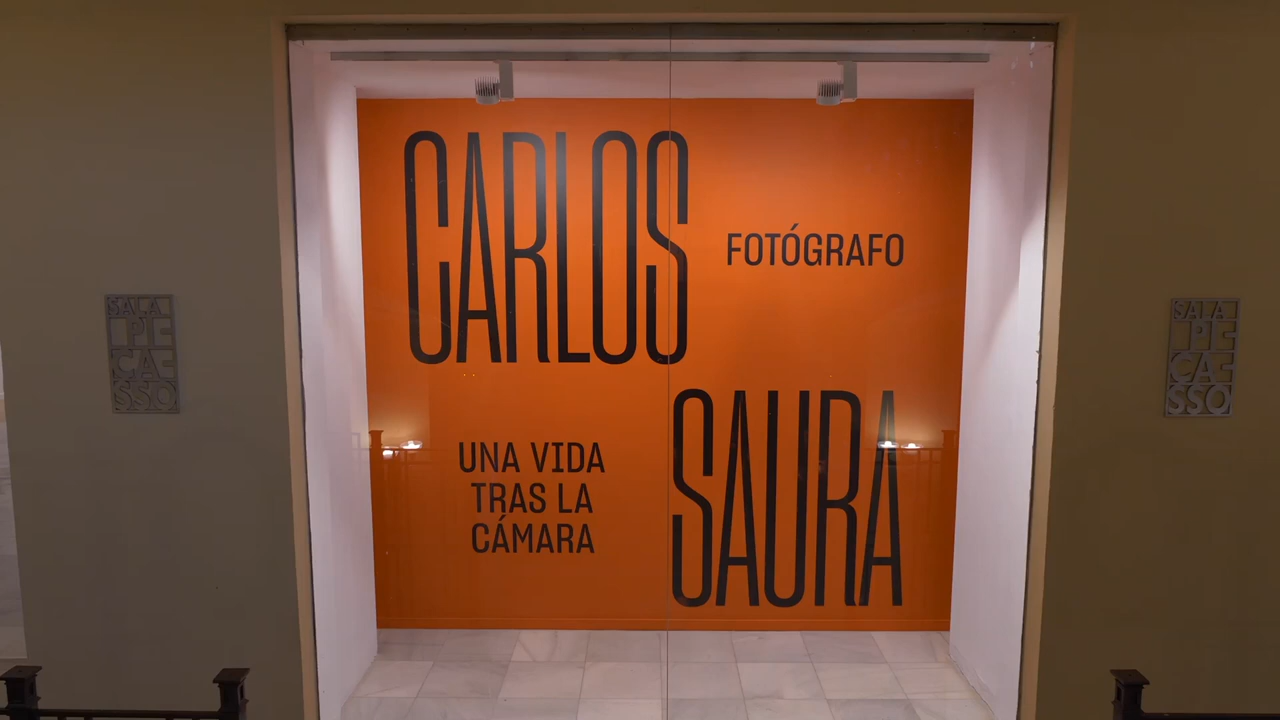 CARLOS
FOTÓGRAFO
UNA VIDA
TRAS LA
CÁMARA
SAURA
SALA
PE
CA-
SSO
SALA
PE
CA-
SSO